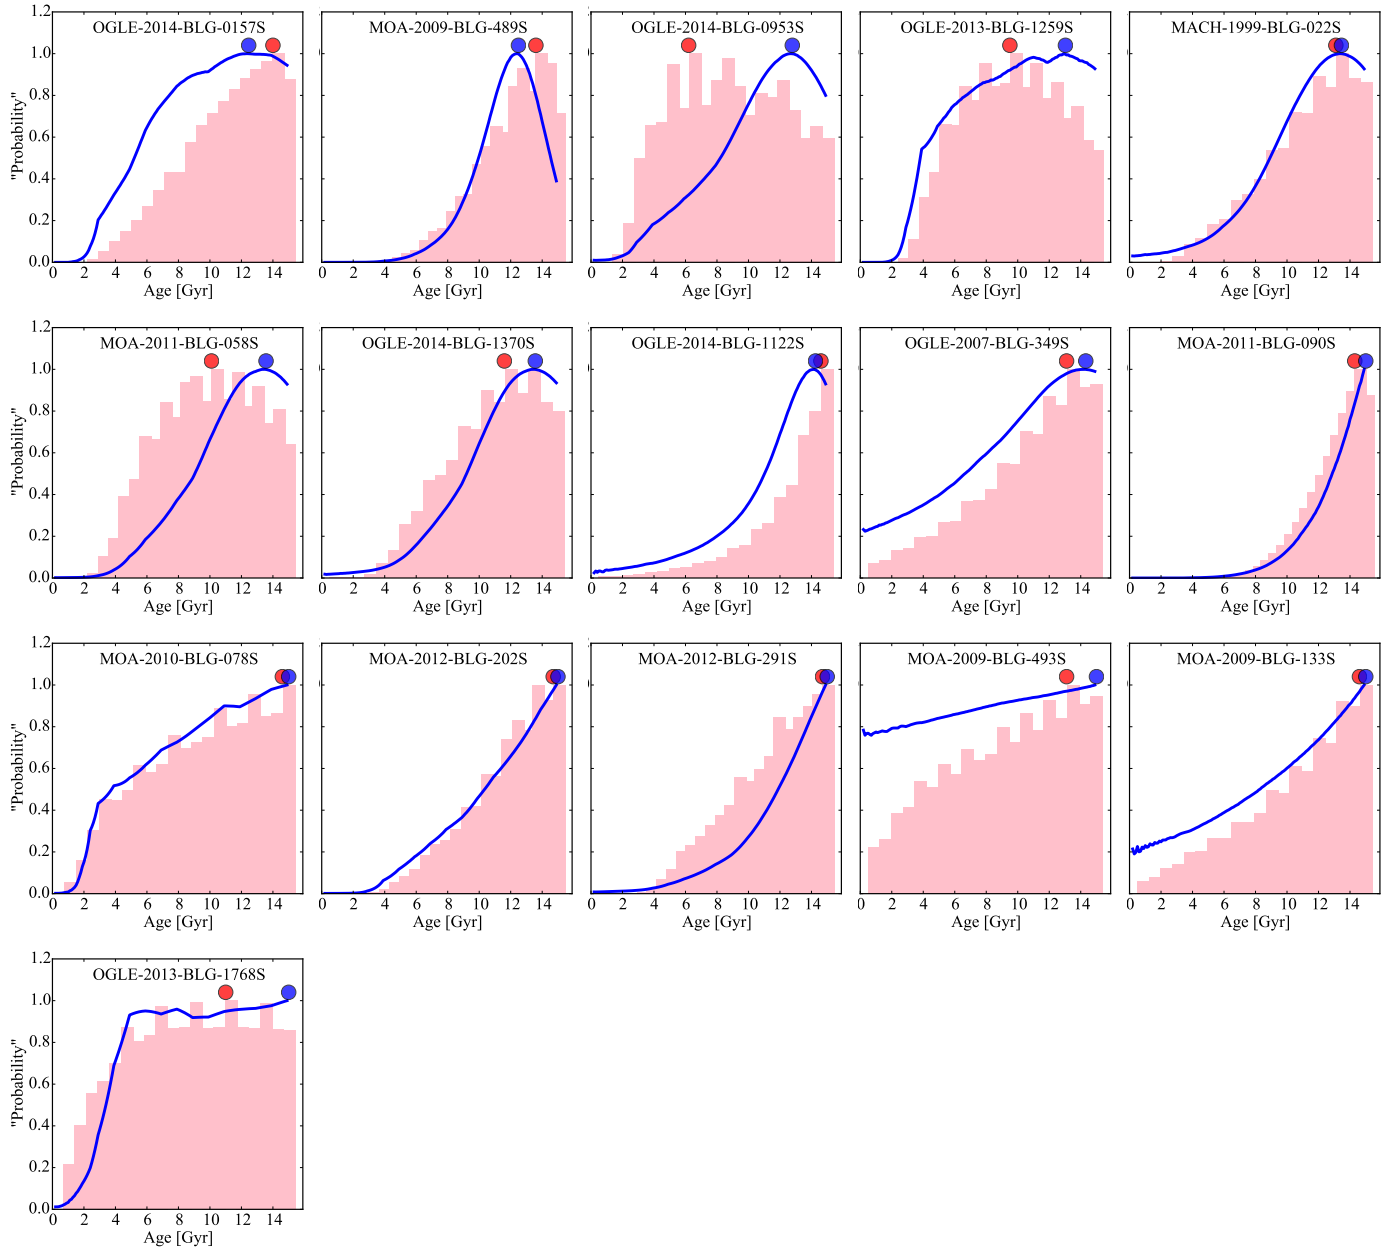 OGLE-2014-BLG-0157S
MOA-2009-BLG-489S
OGLE-2014-BLG-0953S
OGLE-2013-BLG-1259S
MACH-1999-BLG-022S
"Probability"
1.2
1.0
0.8
0.6
0.4
0.2
0.0
0 2 4 6 8 10 12 14
0 2 4 6 8 10 12 14
0 2 4 6 8 10 12 14
0 2 4 6 8 10 12 14
0 2 4 6 8 10 12 14
Age [Gyr]
Age [Gyr]
Age [Gyr]
Age [Gyr]
Age [Gyr]
MOA-2011-BLG-058S
OGLE-2014-BLG-1370S
OGLE-2014-BLG-1122S
OGLE-2007-BLG-349S
MOA-2011-BLG-090S
"Probability"
1.2
1.0
0.8
0.6
0.4
0.2
0.0
0 2 4 6 8 10 12 14
0 2 4 6 8 10 12 14
0 2 4 6 8 10 12 14
0 2 4 6 8 10 12 14
0 2 4 6 8 10 12 14
Age [Gyr]
Age [Gyr]
Age [Gyr]
Age [Gyr]
Age [Gyr]
MOA-2010-BLG-078S
MOA-2012-BLG-202S
MOA-2012-BLG-291S
MOA-2009-BLG-493S
MOA-2009-BLG-133S
"Probability"
1.2
1.0
0.8
0.6
0.4
0.2
0.0
0 2 4 6 8 10 12 14
0 2 4 6 8 10 12 14
0 2 4 6 8 10 12 14
0 2 4 6 8 10 12 14
0 2 4 6 8 10 12 14
Age [Gyr]
Age [Gyr]
Age [Gyr]
Age [Gyr]
Age [Gyr]
OGLE-2013-BLG-1768S
"Probability"
1.2
1.0
0.8
0.6
0.4
0.2
0.0
0 2 4 6 8 10 12 14
Age [Gyr]